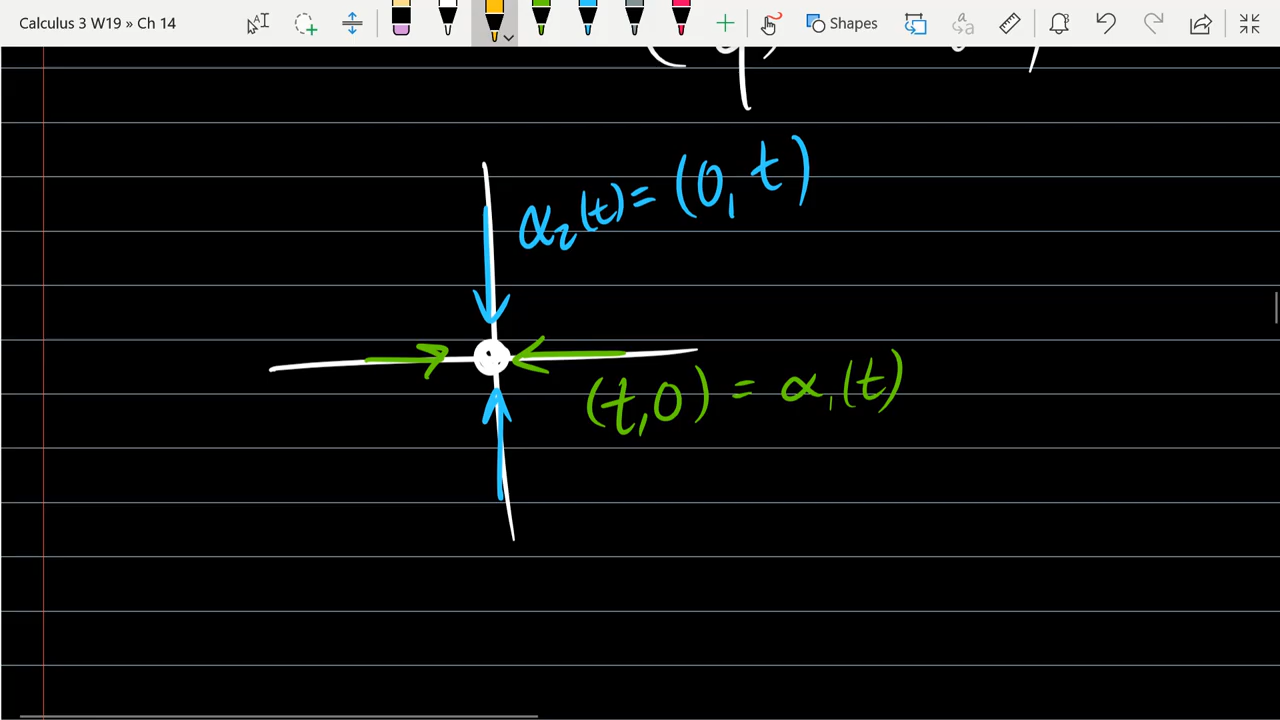 Calculus 3 W19 » Ch 14
Shapes
α₂(t) = (0, t)
(t, 0) = α₁(t)